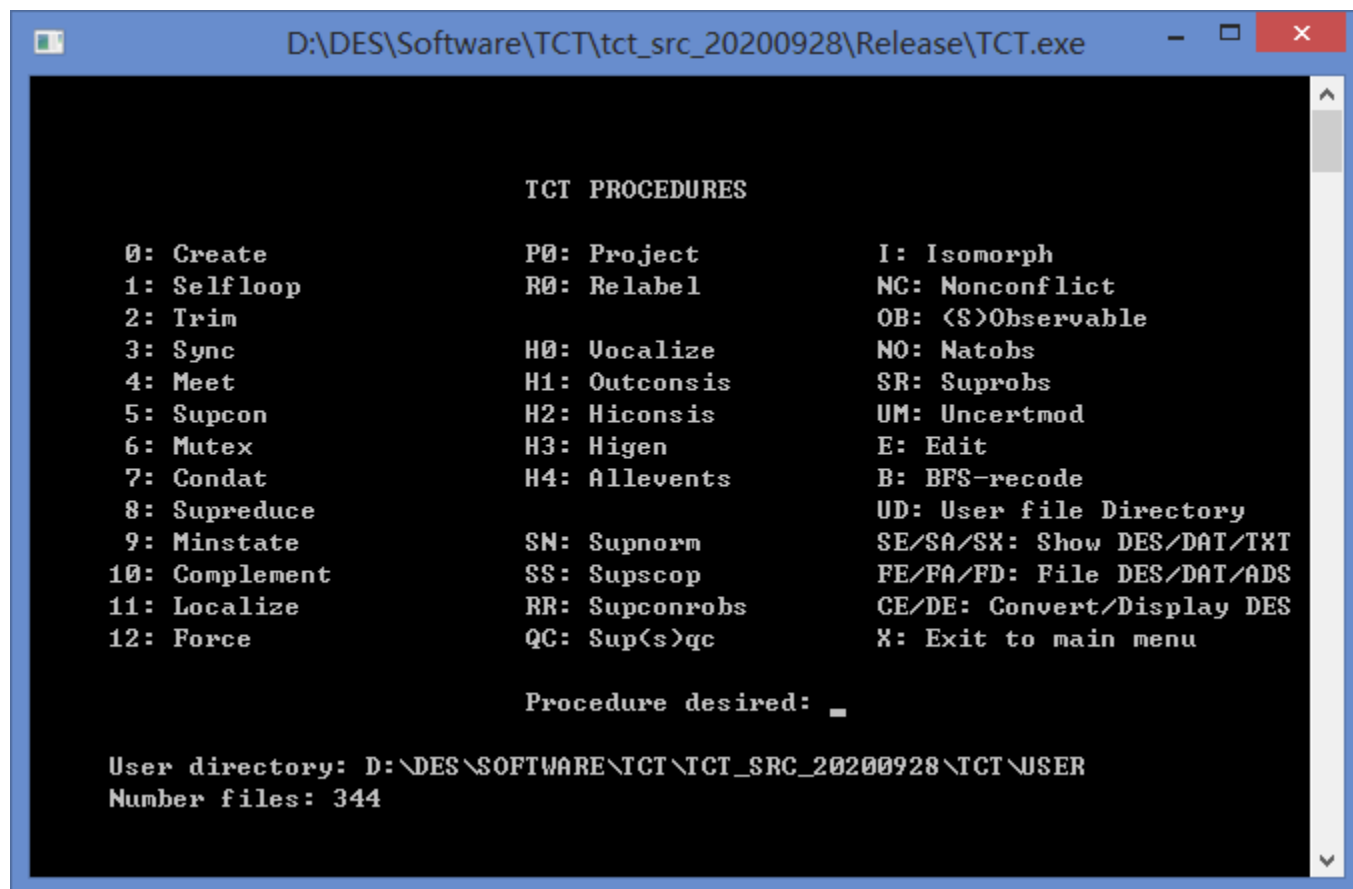 D:\DES\Software\TCT\tct_src_20200928\Release\TCT.exe
TCT PROCEDURES
0: Create P0: Project I: Isomorph
1: Selfloop R0: Relabel NC: Nonconflict
2: Trim OB: (S)Observable
3: Sync H0: Vocalize NO: Natobs
4: Meet H1: Outconsis SR: Suprobs
5: Supcon H2: Hiconsis UM: Uncertmod
6: Mutex H3: Higen E: Edit
7: Condat H4: Allevents B: BFS-recode
8: Supreduce UD: User file Directory
9: Minstate SN: Supnorm SE/SA/SX: Show DES/DAT/TXT
10: Complement SS: Supscop FE/FA/FD: File DES/DAT/ADS
11: Localize RR: Supconrobs CE/DE: Convert/Display DES
12: Force QC: Sup(s)qc X: Exit to main menu
Procedure desired: _
User directory: D:\DES\SOFTWARE\TCT\TCT_SRC_20200928\TCT\USER
Number files: 344